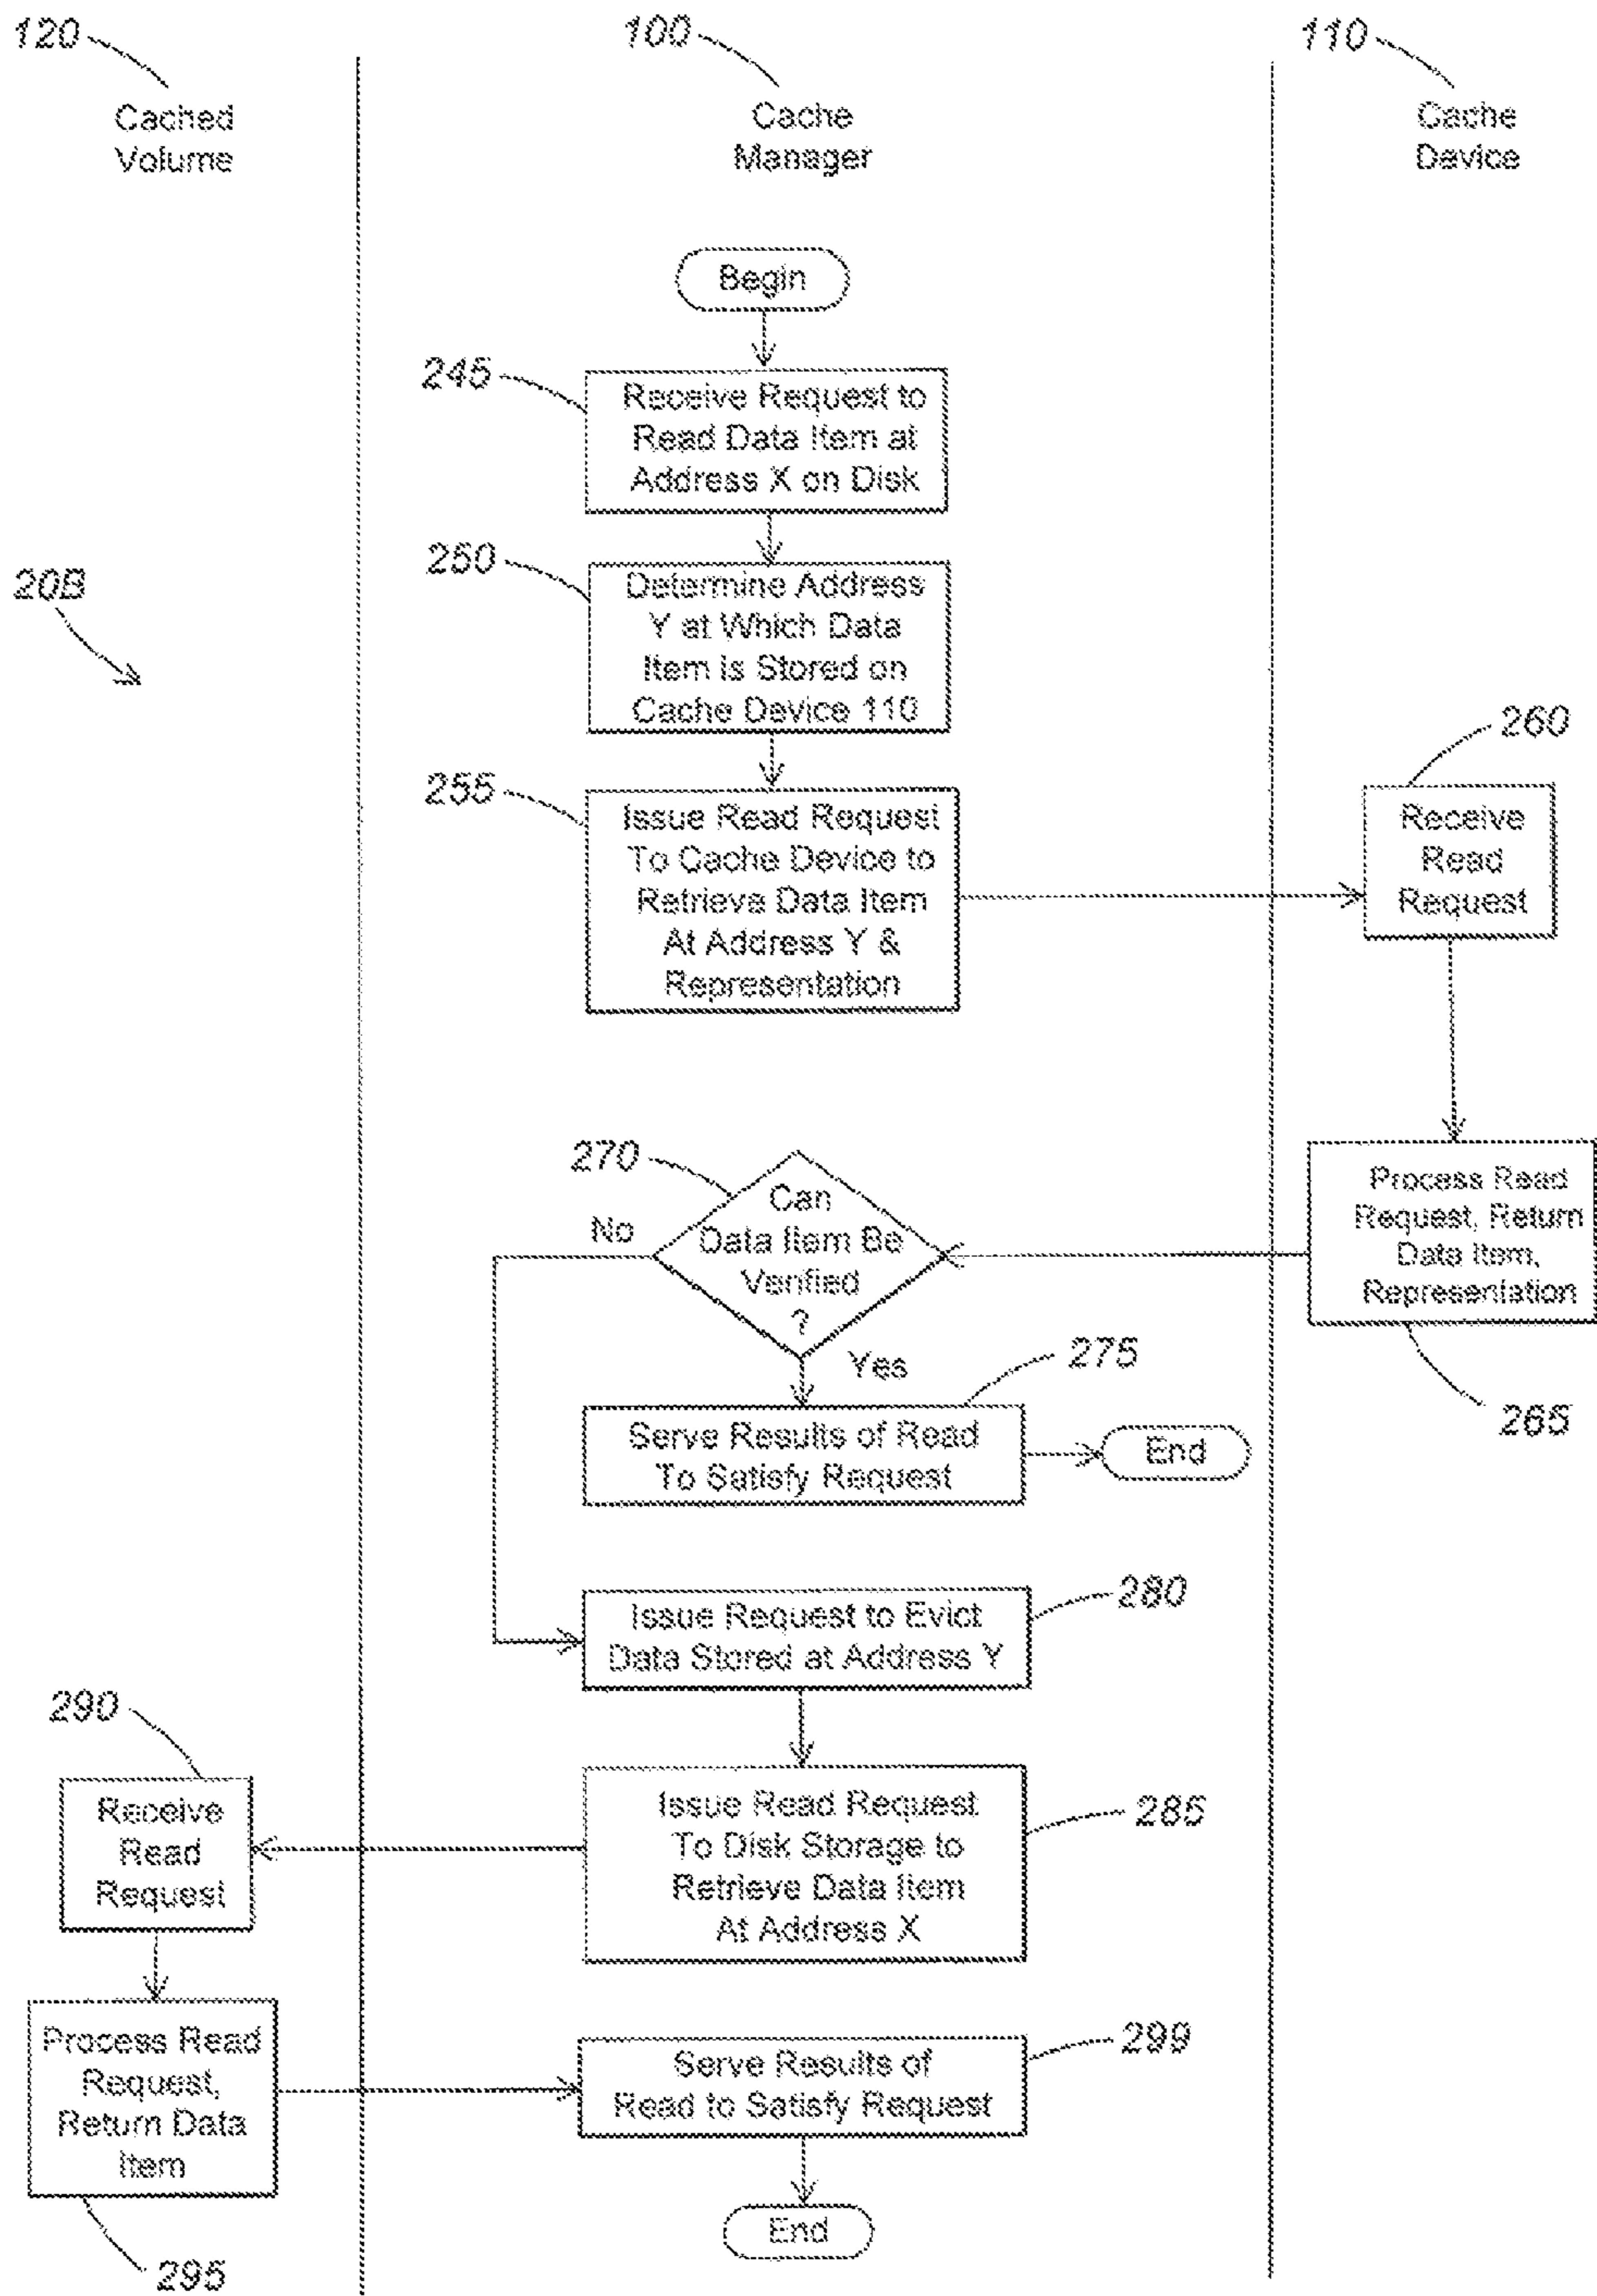 120
Cached
Volume
100
Cache
Manager
110
Cache
Device
Begin
245
Receive Request to
Read Data Item at
Address X on Disk
250
Determine Address
Y at Which Data
Item is Stored on
Cache Device 110
20B
255
Issue Read Request
To Cache Device to
Retrieve Data Item
At Address Y &
Representation
260
Receive
Read
Request
270
Can
Data Item Be
Verified
?
No
Yes
Process Read
Request, Return
Data Item,
Representation
265
275
Serve Results of Read
To Satisfy Request
End
280
Issue Request to Evict
Data Stored at Address Y
290
Receive
Read
Request
285
Issue Read Request
To Disk Storage to
Retrieve Data Item
At Address X
Process Read
Request,
Return Data
Item
295
299
Serve Results of
Read to Satisfy Request
End